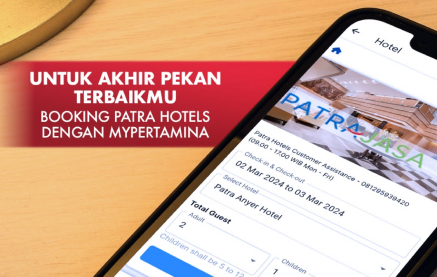 UNTUK AKHIR PEKAN
TERBAIKMU
BOOKING PATRA HOTELS
DENGAN MYPERTAMINA
Hotel
PATRA JASA
Patra Hotels Customer Assistance - 081295939420
(09.00 - 17.00 WIB Mon - Fri)
Check-in & Check-out
02 Mar 2024 to 03 Mar 2024
Select Hotel
Patra Anyer Hotel
Total Guest
Adult
2
Children
1
Children shall be 5 to 12